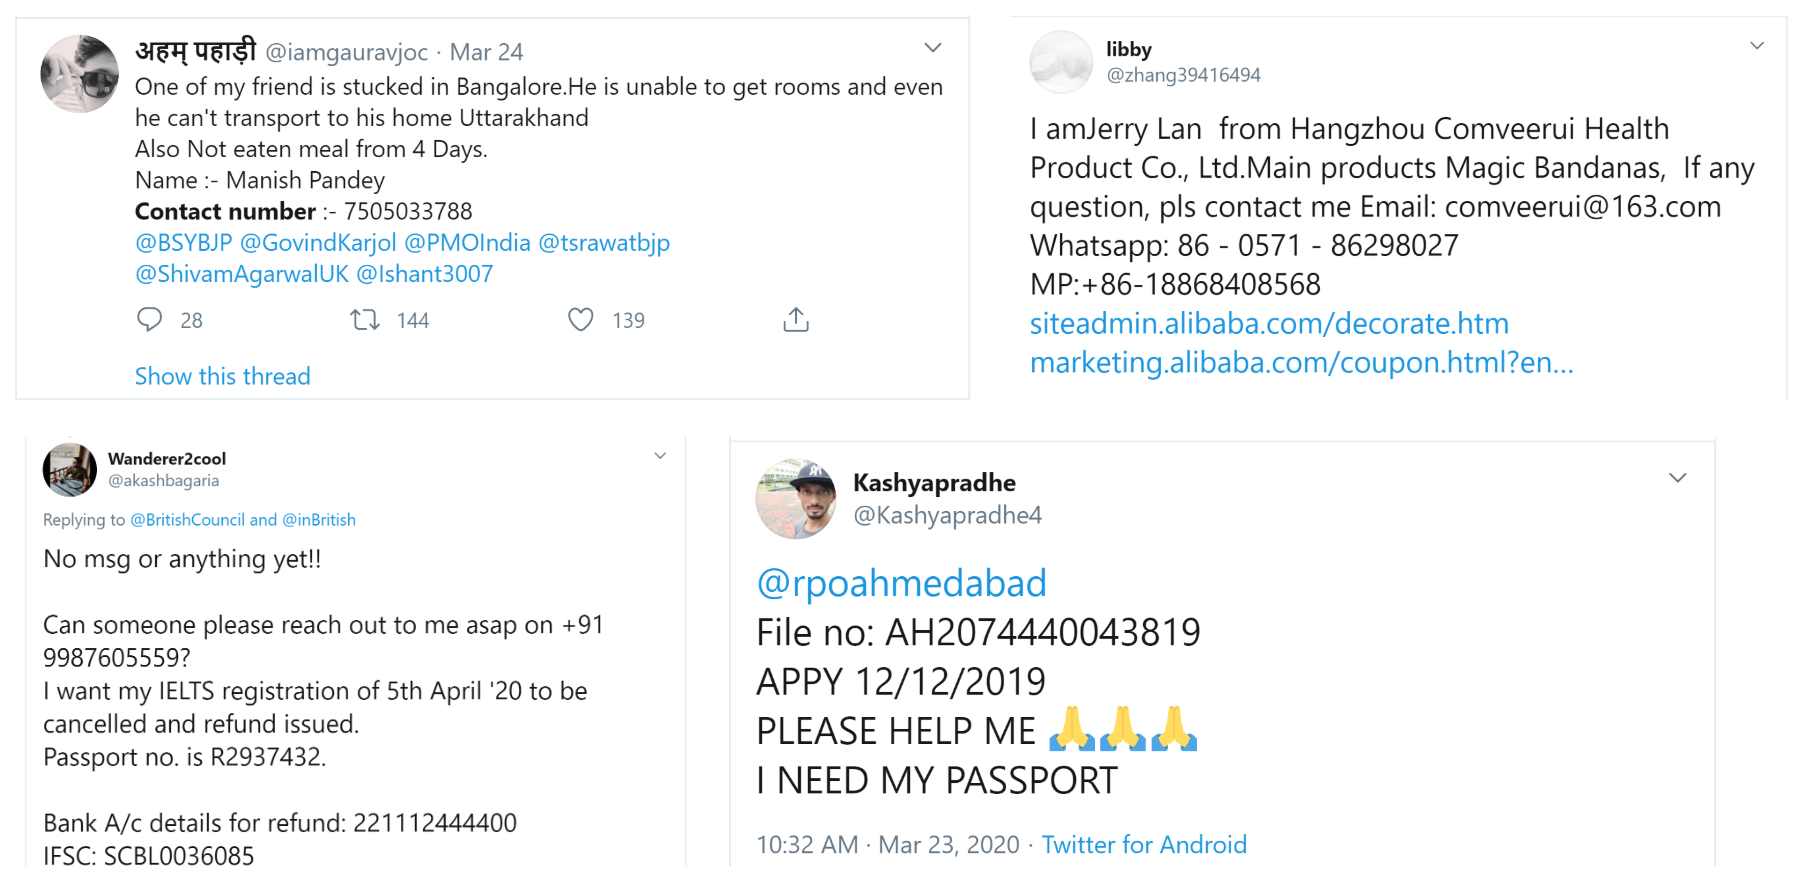 अहम् पहाड़ी @iamgauravjoc · Mar 24
One of my friend is stucked in Bangalore.He is unable to get rooms and even
he can't transport to his home Uttarakhand
Also Not eaten meal from 4 Days.
Name :- Manish Pandey
Contact number :- 7505033788
@BSYBJP @GovindKarjol @PMOIndia @tsrawatbjp
@ShivamAgarwalUK @Ishant3007
28 144 139
Show this thread
libby
@zhang39416494
I amJerry Lan from Hangzhou Comveerui Health
Product Co., Ltd.Main products Magic Bandanas, If any
question, pls contact me Email: comveerui@163.com
Whatsapp: 86 - 0571 - 86298027
MP:+86-18868408568
siteadmin.alibaba.com/decorate.htm
marketing.alibaba.com/coupon.html?en...
Wanderer2cool
@akashbagaria
Replying to @BritishCouncil and @inBritish
No msg or anything yet!!
Can someone please reach out to me asap on +91
9987605559?
I want my IELTS registration of 5th April '20 to be
cancelled and refund issued.
Passport no. is R2937432.
Bank A/c details for refund: 221112444400
IFSC: SCBL0036085
Kashyapradhe
@Kashyapradhe4
@rpoahmedabad
File no: AH2074440043819
APPY 12/12/2019
PLEASE HELP ME 🙏🙏🙏
I NEED MY PASSPORT
10:32 AM · Mar 23, 2020 · Twitter for Android